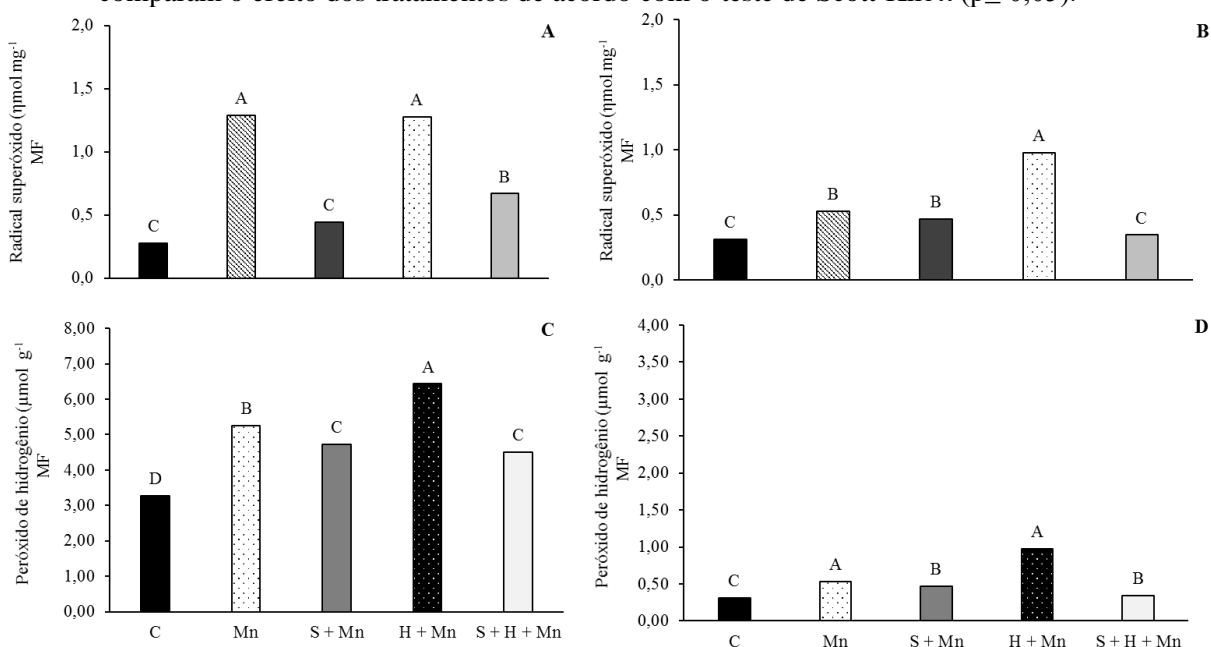 comparam o efeito dos tratamentos de acordo com o teste de Scott-Knott (p≤ 0,05).
A
Radical superóxido (ηmol mg-1
MF
2,0
1,5
1,0
0,5
0,0
C
A
C
A
B
B
Radical superóxido (ηmol mg-1
MF
2,0
1,5
1,0
0,5
0,0
C
B
B
A
C
C
Peróxido de hidrogênio (µmol g-1
MF
8,00
7,00
6,00
5,00
4,00
3,00
2,00
1,00
0,00
D
B
C
A
C
C Mn S + Mn H + Mn S + H + Mn
D
Peróxido de hidrogênio (µmol g-1
MF
4,00
3,50
3,00
2,50
2,00
1,50
1,00
0,50
0,00
C
A
B
A
B
C Mn S + Mn H + Mn S + H + Mn